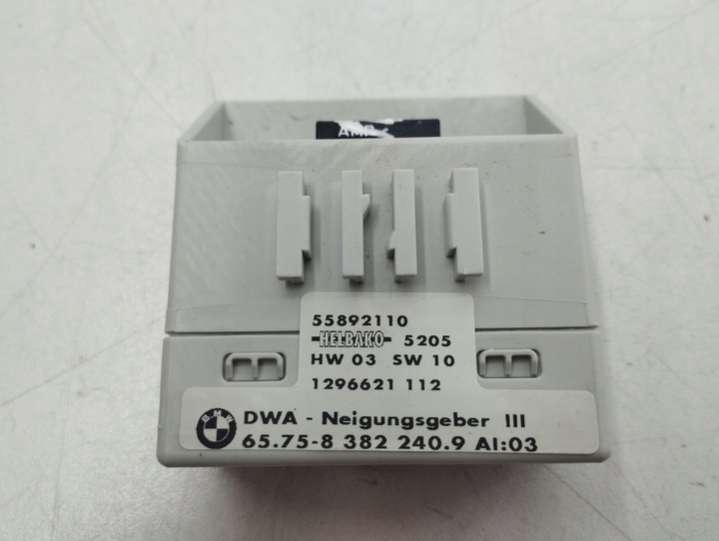 55892110
HELBAKO 5205
HW 03 SW 10
1296621 112
BMW DWA - Neigungsgeber III
65.75-8 382 240.9 AI:03